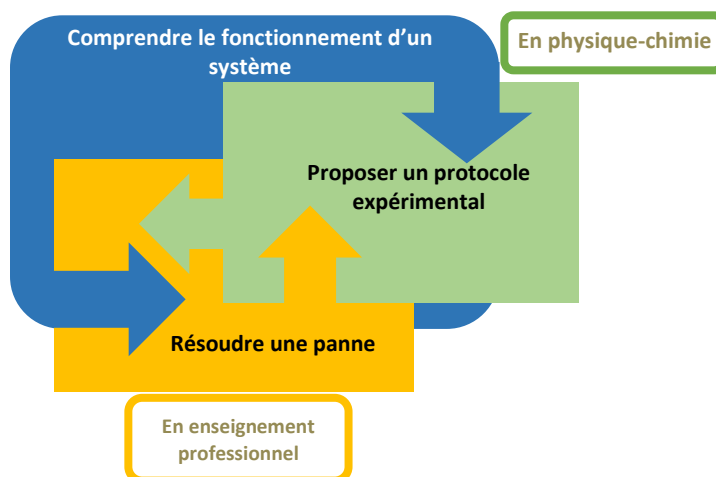 Comprendre le fonctionnement d’un
système
En physique-chimie
Proposer un protocole
expérimental
Résoudre une panne
En enseignement
professionnel